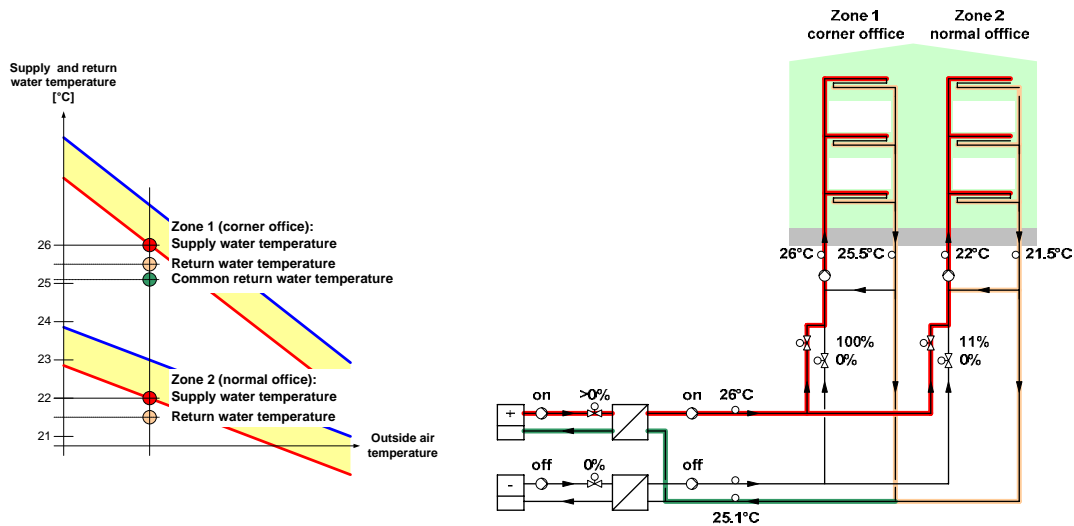 Supply and return
water temperature
[°C]
26
25
24
23
22
21
Zone 1 (corner office):
Supply water temperature
Return water temperature
Common return water temperature
Zone 2 (normal office):
Supply water temperature
Return water temperature
Outside air
temperature
Zone 1
corner offfice
Zone 2
normal offfice
26°C
25.5°C
22°C
21.5°C
100%
0%
11%
0%
on
>0%
on
26°C
+
off
0%
off
-
25.1°C